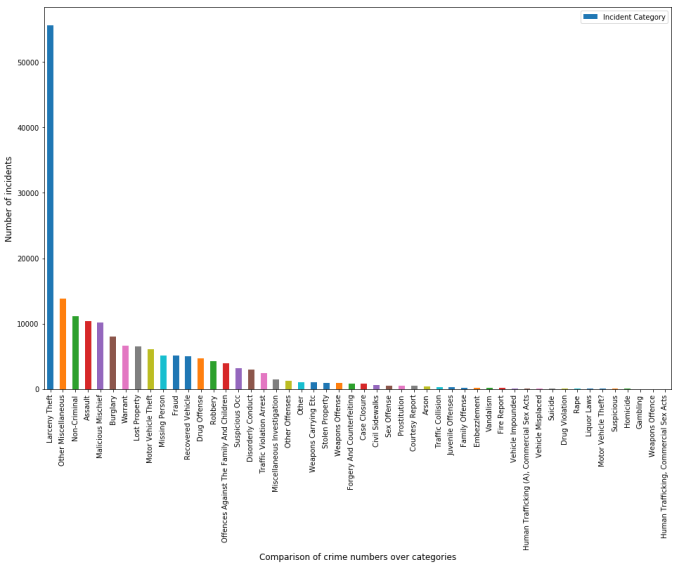 Incident Category
50000
40000
30000
20000
10000
0
Number of incidents
Larceny Theft
Other Miscellaneous
Non-Criminal
Assault
Malicious Mischief
Burglary
Warrant
Lost Property
Motor Vehicle Theft
Missing Person
Fraud
Recovered Vehicle
Drug Offense
Robbery
Offences Against The Family And Children
Suspicious Occ
Disorderly Conduct
Traffic Violation Arrest
Miscellaneous Investigation
Other Offenses
Other
Weapons Carrying Etc
Stolen Property
Weapons Offense
Forgery And Counterfeiting
Case Closure
Civil Sidewalks
Sex Offense
Prostitution
Courtesy Report
Arson
Traffic Collision
Juvenile Offenses
Family Offense
Embezzlement
Vandalism
Fire Report
Vehicle Impounded
Human Trafficking (A), Commercial Sex Acts
Vehicle Misplaced
Suicide
Drug Violation
Rape
Liquor Laws
Motor Vehicle Theft?
Suspicious
Homicide
Gambling
Weapons Offence
Human Trafficking, Commercial Sex Acts
Comparison of crime numbers over categories